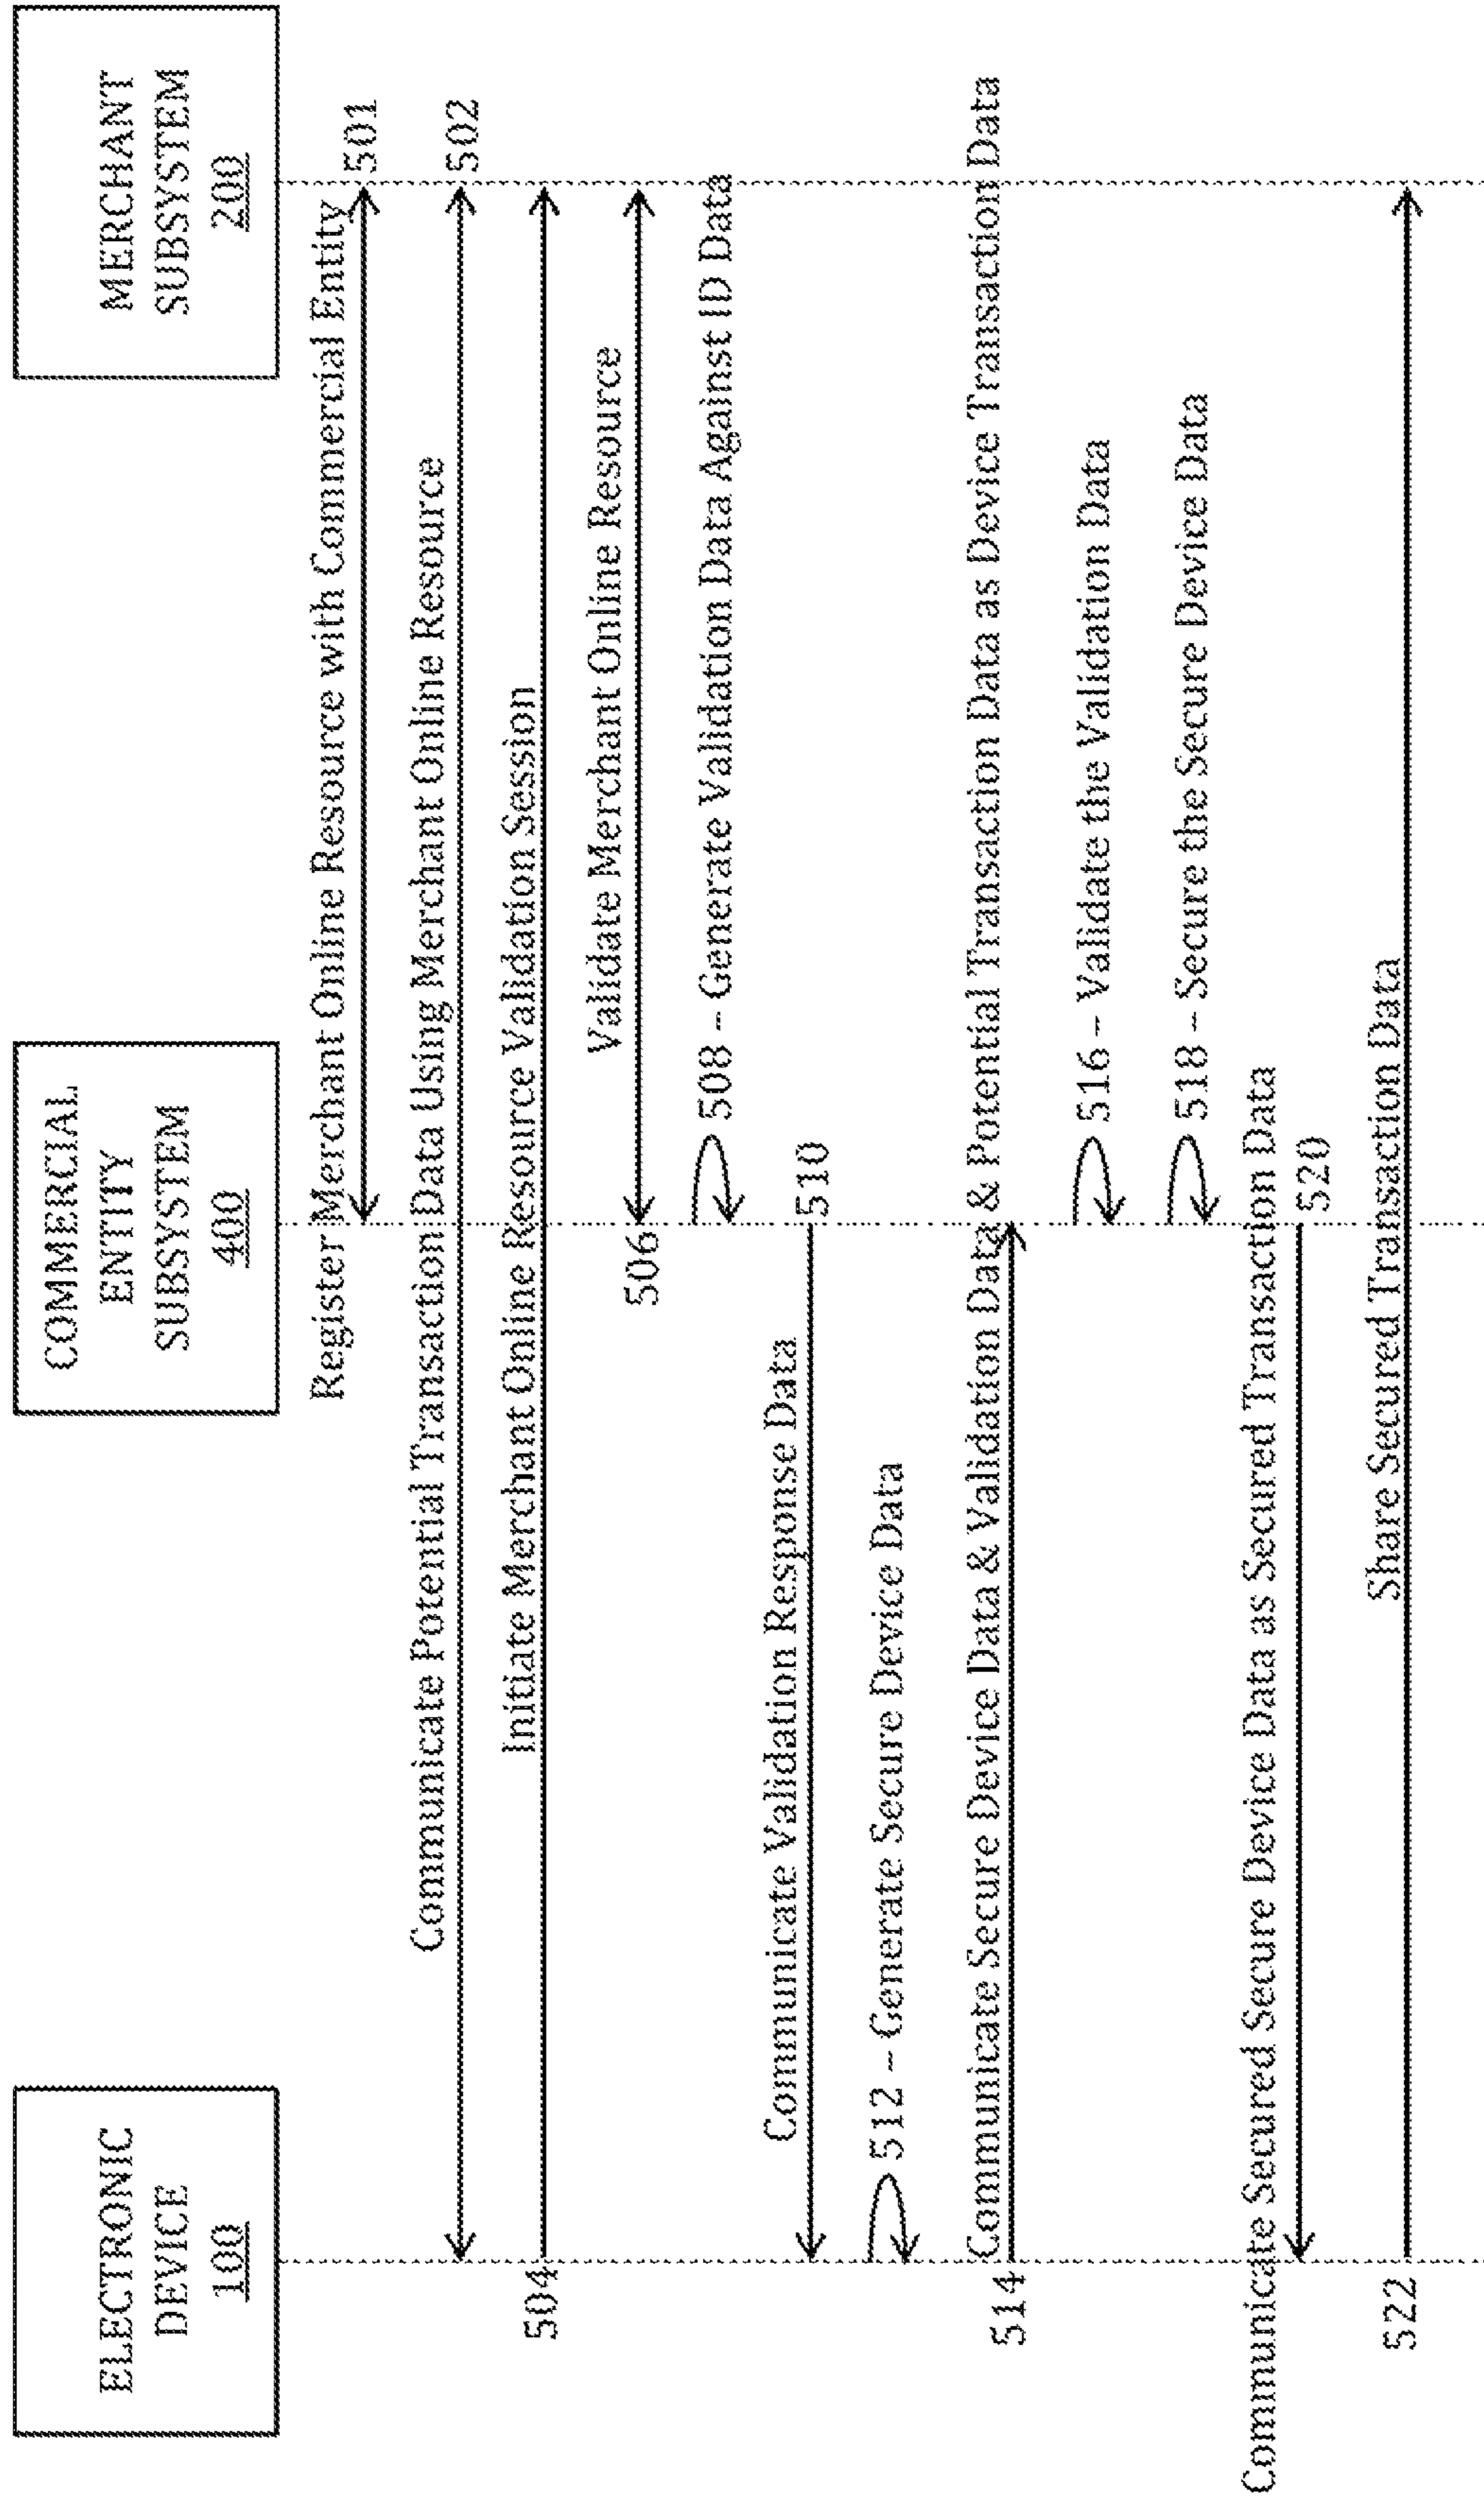 ELECTRONIC
DEVICE
100
COMMERCIAL
ENTITY
SUBSYSTEM
400
MERCHANT
SUBSYSTEM
200
Register Merchant Online Resource with Commercial Entity
501
Communicate Potential Transaction Data Using Merchant Online Resource
502
Initiate Merchant Online Resource Validation Session
504
Validate Merchant Online Resource
506
508 – Generate Validation Data Against ID Data
Communicate Validation Response Data
510
512 – Generate Secure Device Data
Communicate Secure Device Data & Validation Data & Potential Transaction Data as Device Transaction Data
514
516 – Validate the Validation Data
518 – Secure the Secure Device Data
Communicate Secured Secure Device Data as Secured Transaction Data
520
Share Secured Transaction Data
522